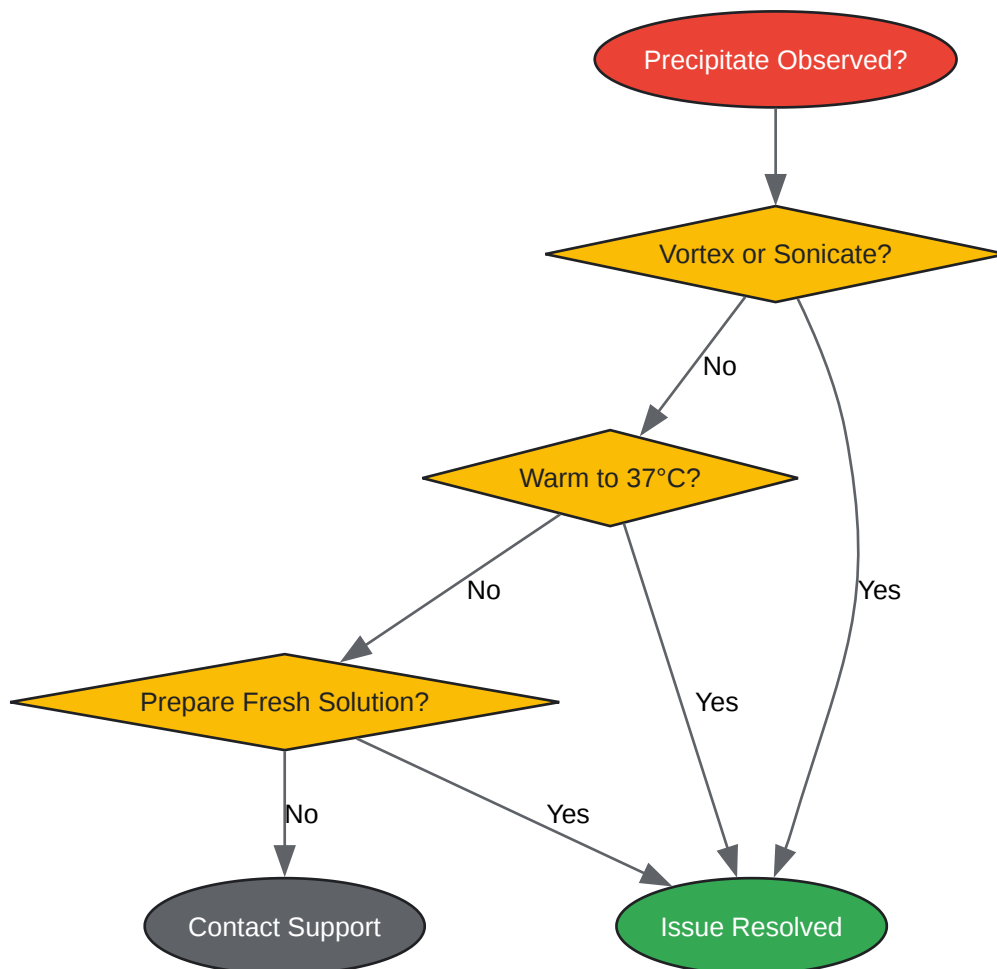 Precipitate Observed?
Vortex or Sonicate?
No
Warm to 37°C?
No
Yes
Prepare Fresh Solution?
Yes
No
Yes
Contact Support
Issue Resolved